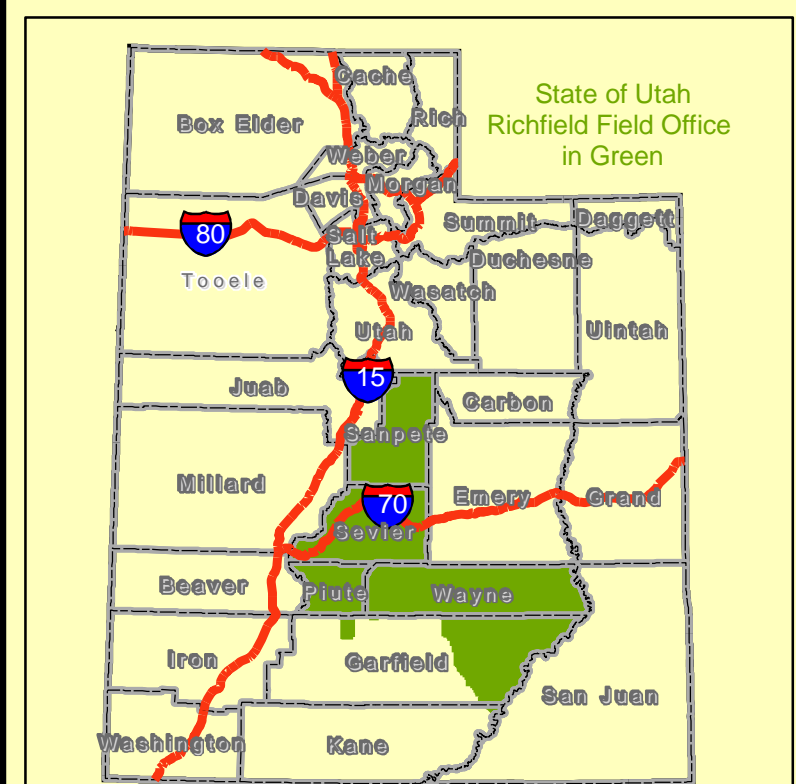 State of Utah
Richfield Field Office
in Green
Cache
Box Elder
Rich
Weber
Morgan
Davis
Summit
Daggett
80
Salt
Lake
Duchesne
Tooele
Wasatch
Utah
Uintah
15
Juab
Carbon
Sanpete
Millard
70
Emery
Grand
Sevier
Beaver
Piute
Wayne
Iron
Garfield
San Juan
Washington
Kane